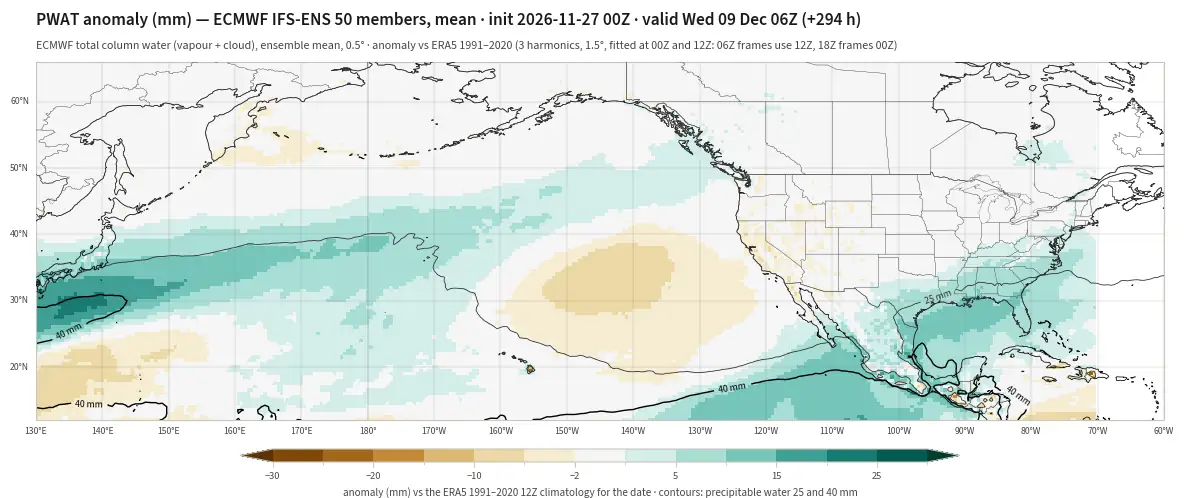 PWAT anomaly (mm) — ECMWF IFS-ENS 50 members, mean · init 2026-11-27 00Z · valid Wed 09 Dec 06Z (+294 h)
ECMWF total column water (vapour + cloud), ensemble mean, 0.5° · anomaly vs ERA5 1991–2020 (3 harmonics, 1.5°, fitted at 00Z and 12Z: 06Z frames use 12Z, 18Z frames 00Z)
60°N
50°N
40°N
30°N
25 mm
40 mm
20°N
40 mm
40 mm
40 mm
130°E 140°E 150°E 160°E 170°E 180° 170°W 160°W 150°W 140°W 130°W 120°W 110°W 100°W 90°W 80°W 70°W 60°W
−30 −20 −10 −2 5 15 25
anomaly (mm) vs the ERA5 1991–2020 12Z climatology for the date · contours: precipitable water 25 and 40 mm